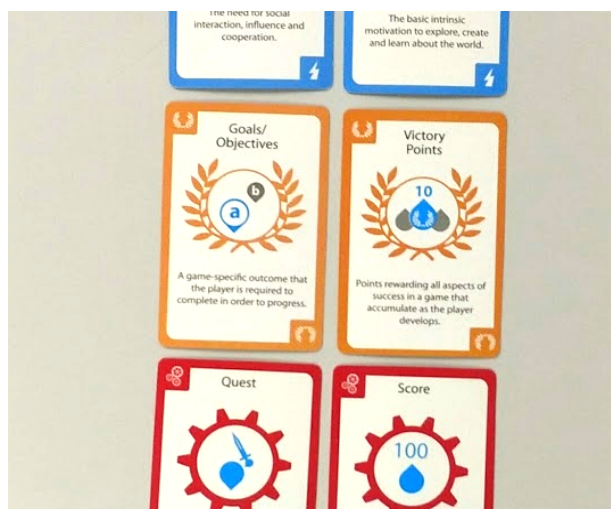 The need for social
interaction, influence and
cooperation.
The basic intrinsic
motivation to explore, create
and learn about the world.
Goals/
Objectives
b
a
A game-specific outcome that
the player is required to
complete in order to progress.
Victory
Points
10
Points rewarding all aspects of
success in a game that
accumulate as the player
develops.
Quest
Score
100